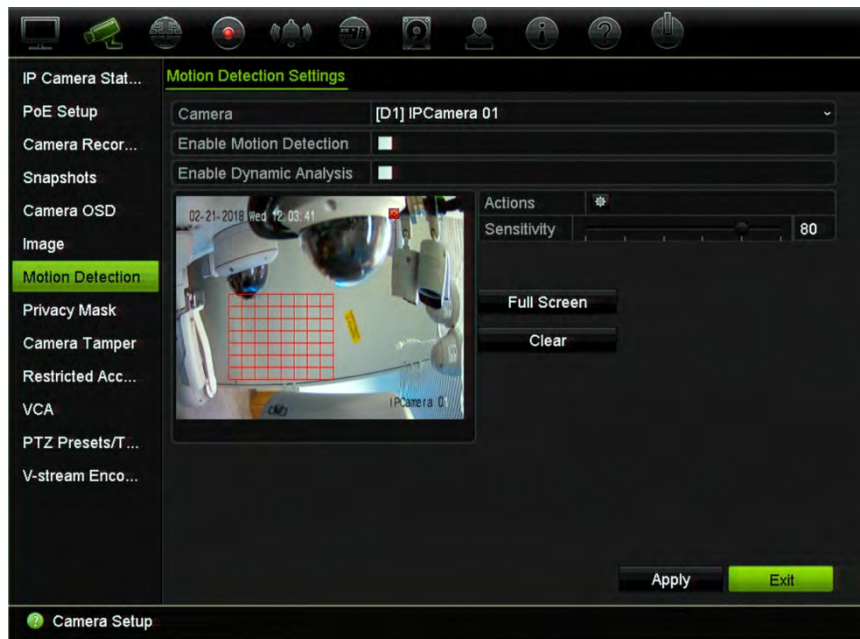 IP Camera Stat...
PoE Setup
Camera Recor...
Snapshots
Camera OSD
Image
Motion Detection
Privacy Mask
Camera Tamper
Restricted Acc...
VCA
PTZ Presets/T...
V-stream Enco...
Motion Detection Settings
Camera [D1] IPCamera 01
Enable Motion Detection
Enable Dynamic Analysis
02-21-2018 Wed 12:03:41
IPCamera 01
Actions
Sensitivity 80
Full Screen
Clear
Apply Exit
Camera Setup